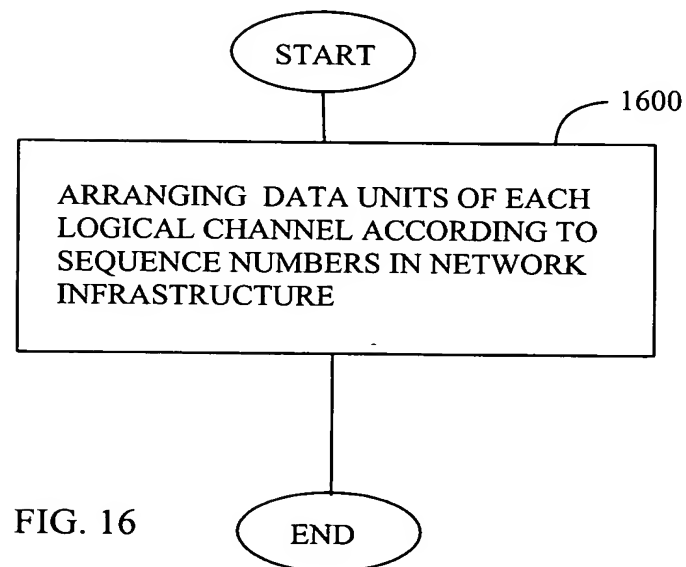 START
1600
ARRANGING DATA UNITS OF EACH
LOGICAL CHANNEL ACCORDING TO
SEQUENCE NUMBERS IN NETWORK
INFRASTRUCTURE
FIG. 16
END